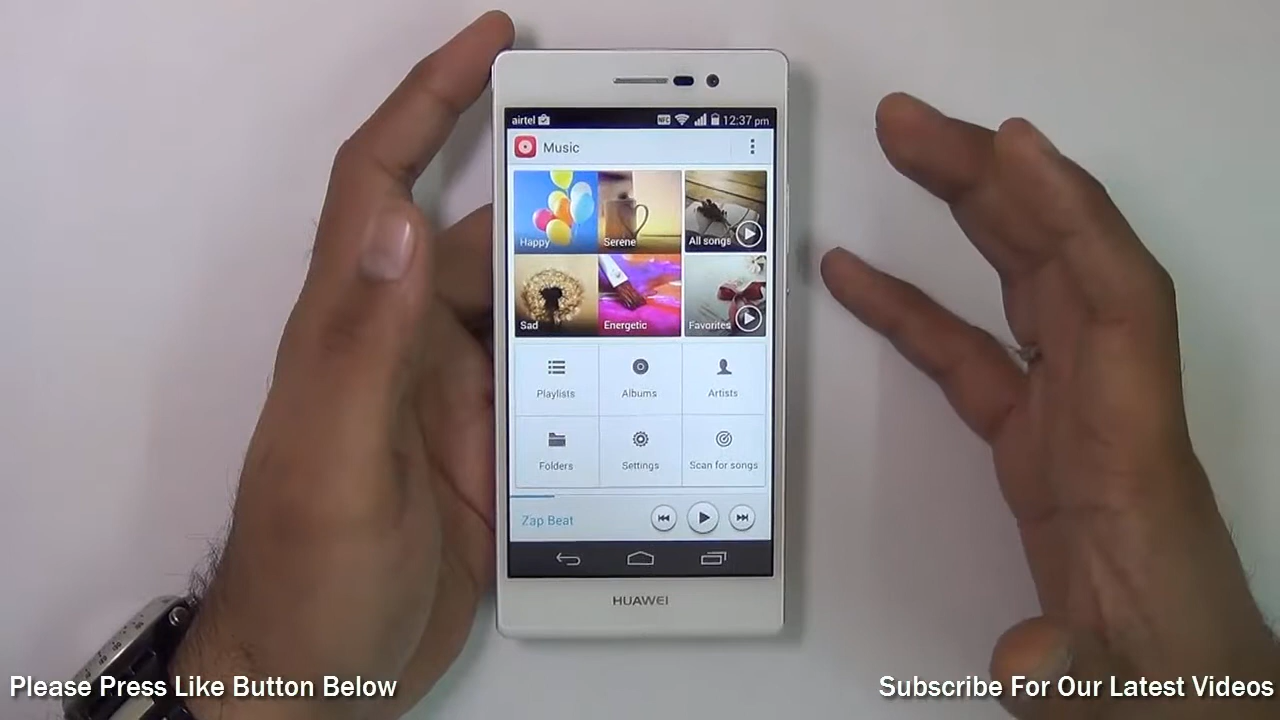 airtel
NFC
12:37 pm
Music
Happy
Serene
All songs
Sad
Energetic
Favorites
Playlists
Albums
Artists
Folders
Settings
Scan for songs
Zap Beat
HUAWEI
Please Press Like Button Below
Subscribe For Our Latest Videos